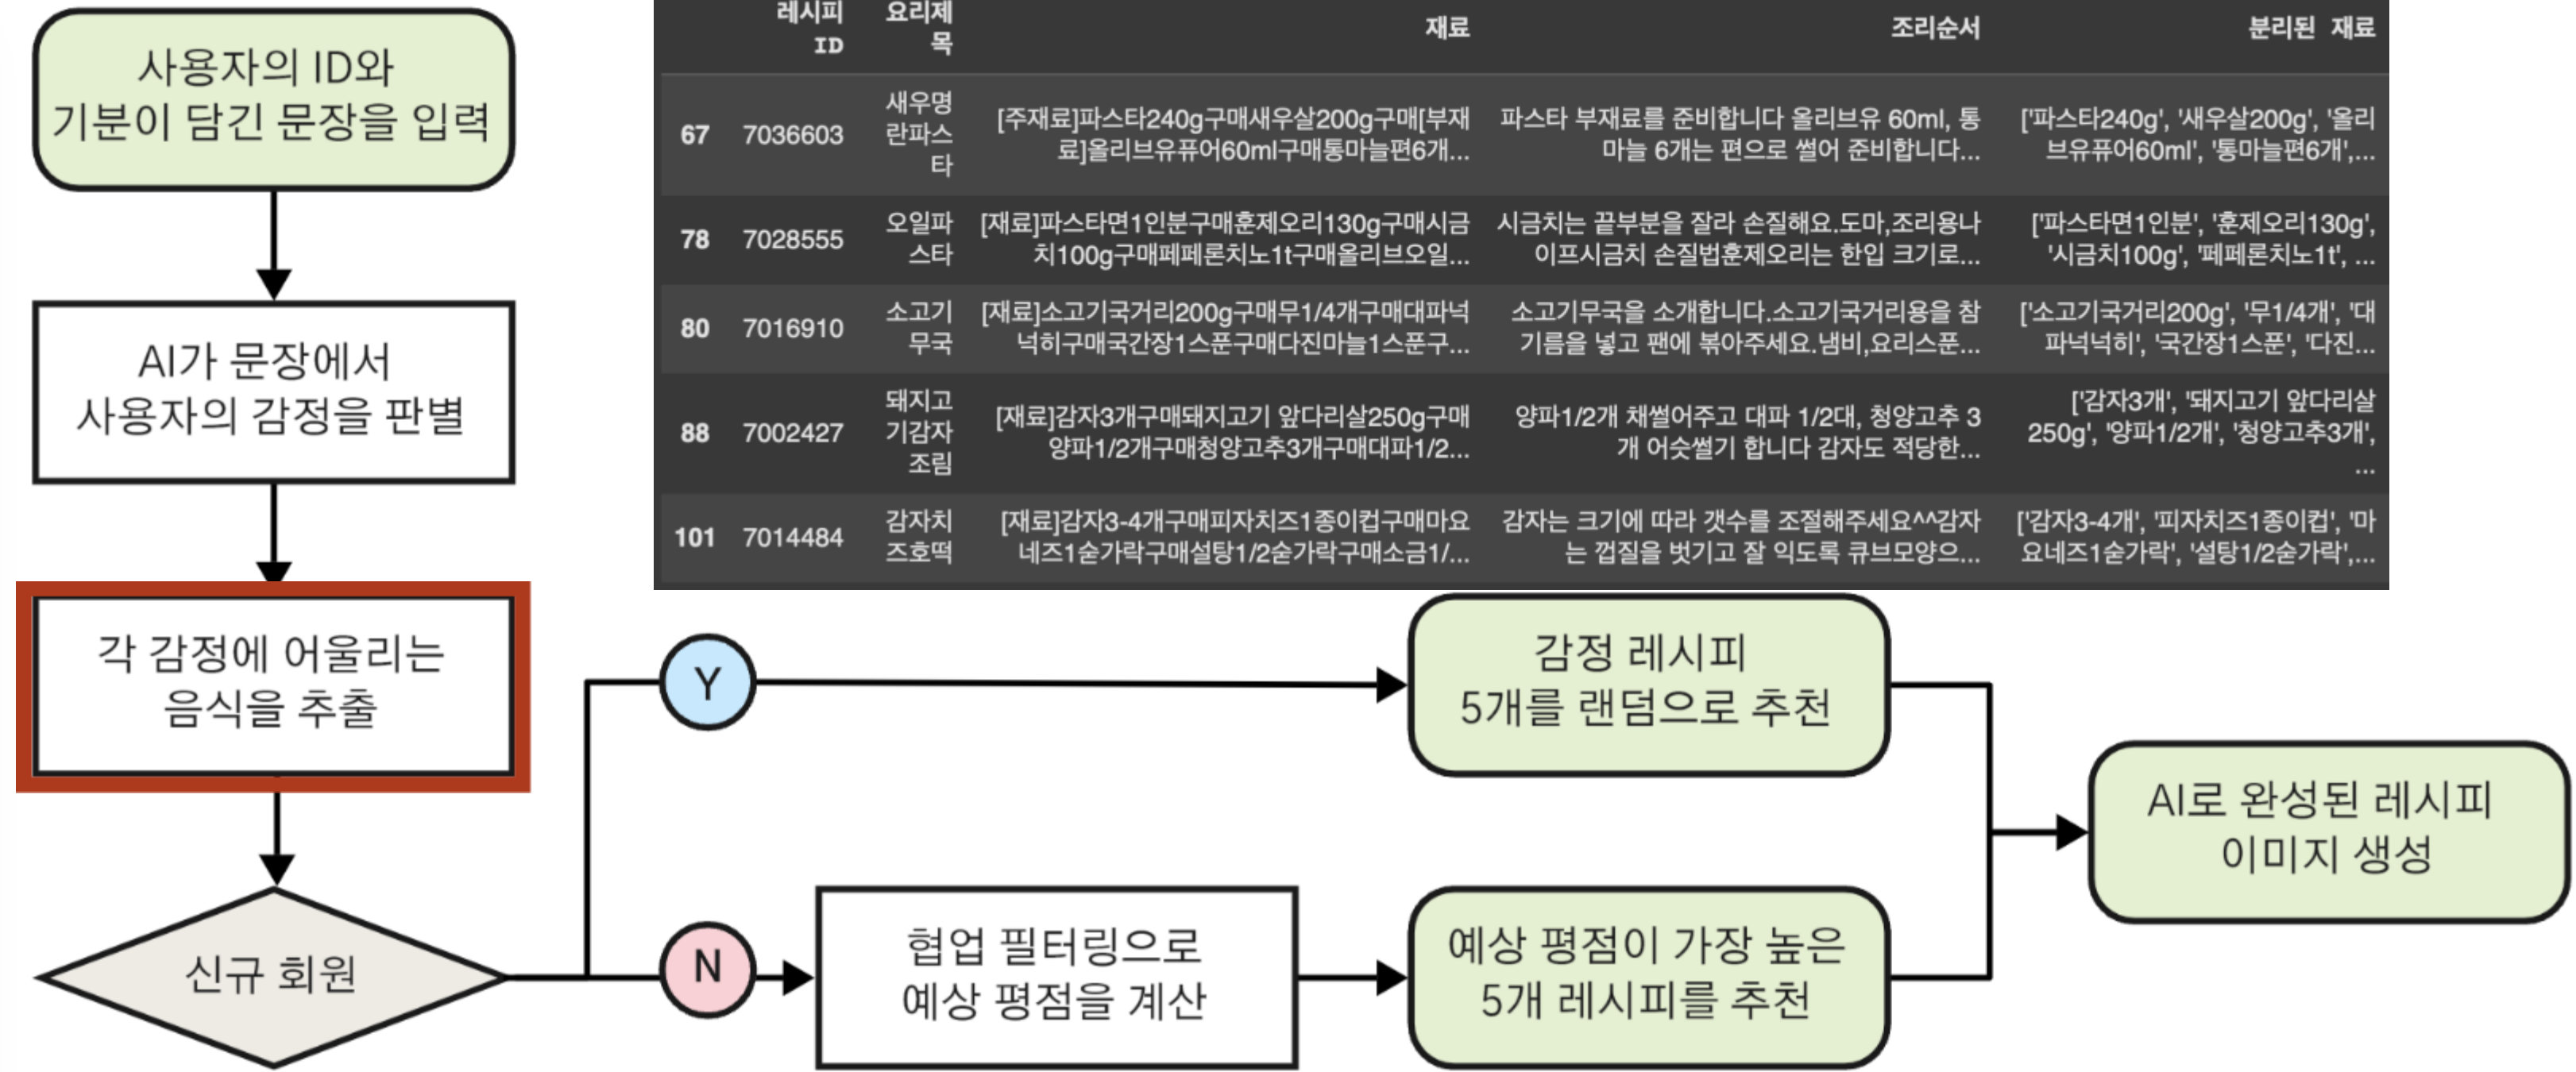 사용자의 ID와
기분이 담긴 문장을 입력
AI가 문장에서
사용자의 감정을 판별
각 감정에 어울리는
음식을 추출
신규 회원
Y
N
감정 레시피
5개를 랜덤으로 추천
협업 필터링으로
예상 평점을 계산
예상 평점이 가장 높은
5개 레시피를 추천
AI로 완성된 레시피
이미지 생성
레시피
ID
요리제
목
재료
조리순서
분리된 재료
67
7036603
새우명
란파스
타
[주재료]파스타240g구매새우살200g구매[부재
료]올리브유퓨어60ml구매통마늘편6개...
파스타 부재료를 준비합니다 올리브유 60ml, 통
마늘 6개는 편으로 썰어 준비합니다...
['파스타240g', '새우살200g', '올리
브유퓨어60ml', '통마늘편6개',...
78
7028555
오일파
스타
[재료]파스타면1인분구매훈제오리130g구매시금
치100g구매페페론치노1t구매올리브오일...
시금치는 끝부분을 잘라 손질해요.도마,조리용나
이프시금치 손질법훈제오리는 한입 크기로...
['파스타면1인분', '훈제오리130g',
'시금치100g', '페페론치노1t', ...
80
7016910
소고기
무국
[재료]소고기국거리200g구매무1/4개구매대파넉
넉히구매국간장1스푼구매다진마늘1스푼구...
소고기무국을 소개합니다.소고기국거리용을 참
기름을 넣고 팬에 볶아주세요.냄비,요리스푼...
['소고기국거리200g', '무1/4개', '대
파넉넉히', '국간장1스푼', '다진...
88
7002427
돼지고
기감자
조림
[재료]감자3개구매돼지고기 앞다리살250g구매
양파1/2개구매청양고추3개구매대파1/2...
양파1/2개 채썰어주고 대파 1/2대, 청양고추 3
개 어슷썰기 합니다 감자도 적당한...
['감자3개', '돼지고기 앞다리살
250g', '양파1/2개', '청양고추3개',
...
101
7014484
감자치
즈호떡
[재료]감자3-4개구매피자치즈1종이컵구매마요
네즈1숟가락구매설탕1/2숟가락구매소금1/...
감자는 크기에 따라 갯수를 조절해주세요^^감자
는 껍질을 벗기고 잘 익도록 큐브모양으...
['감자3-4개', '피자치즈1종이컵', '마
요네즈1숟가락', '설탕1/2숟가락',...